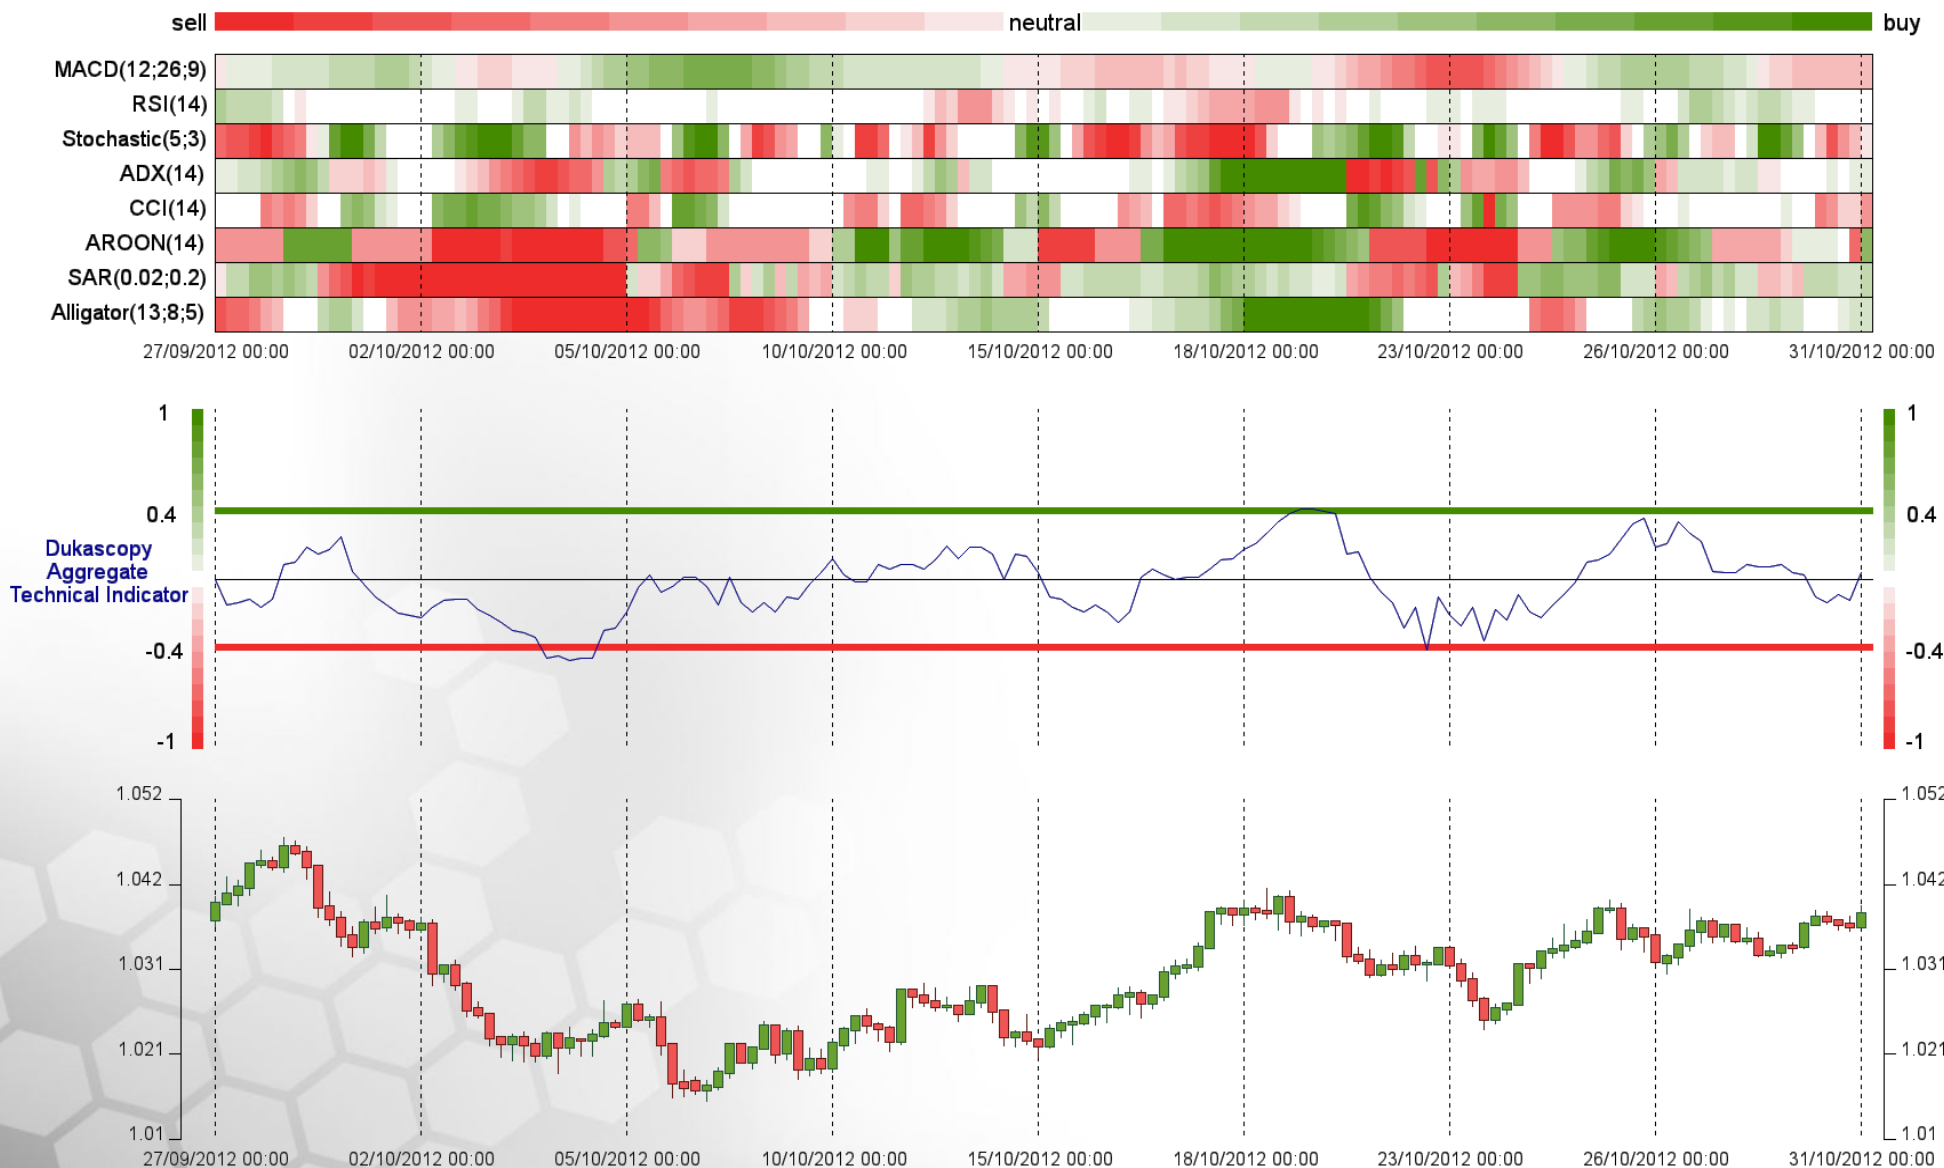 sell neutral buy
MACD(12;26;9)
RSI(14)
Stochastic(5;3)
ADX(14)
CCI(14)
AROON(14)
SAR(0.02;0.2)
Alligator(13;8;5)
27/09/2012 00:00 02/10/2012 00:00 05/10/2012 00:00 10/10/2012 00:00 15/10/2012 00:00 18/10/2012 00:00 23/10/2012 00:00 26/10/2012 00:00 31/10/2012 00:00
1 1
0.4 0.4
Dukascopy
Aggregate
Technical Indicator
-0.4 -0.4
-1 -1
1.052 1.052
1.042 1.042
1.031 1.031
1.021 1.021
1.01 1.01
27/09/2012 00:00 02/10/2012 00:00 05/10/2012 00:00 10/10/2012 00:00 15/10/2012 00:00 18/10/2012 00:00 23/10/2012 00:00 26/10/2012 00:00 31/10/2012 00:00